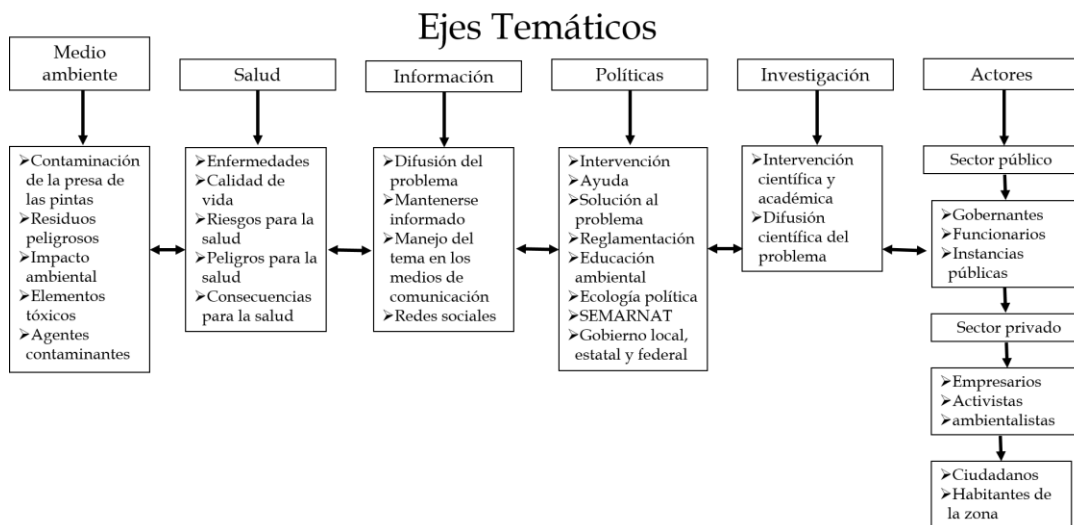 Ejes Temáticos
Medio
ambiente
➢Contaminación
de la presa de
las pintas
➢Residuos
peligrosos
➢Impacto
ambiental
➢Elementos
tóxicos
➢Agentes
contaminantes
Salud
➢Enfermedades
➢Calidad de
vida
➢Riesgos para la
salud
➢Peligros para la
salud
➢Consecuencias
para la salud
Información
➢Difusión del
problema
➢Mantenerse
informado
➢Manejo del
tema en los
medios de
comunicación
➢Redes sociales
Políticas
➢Intervención
➢Ayuda
➢Solución al
problema
➢Reglamentación
➢Educación
ambiental
➢Ecología política
➢SEMARNAT
➢Gobierno local,
estatal y federal
Investigación
➢Intervención
científica y
académica
➢Difusión
científica del
problema
Actores
Sector público
➢Gobernantes
➢Funcionarios
➢Instancias
públicas
Sector privado
➢Empresarios
➢Activistas
➢ambientalistas
➢Ciudadanos
➢Habitantes de
la zona